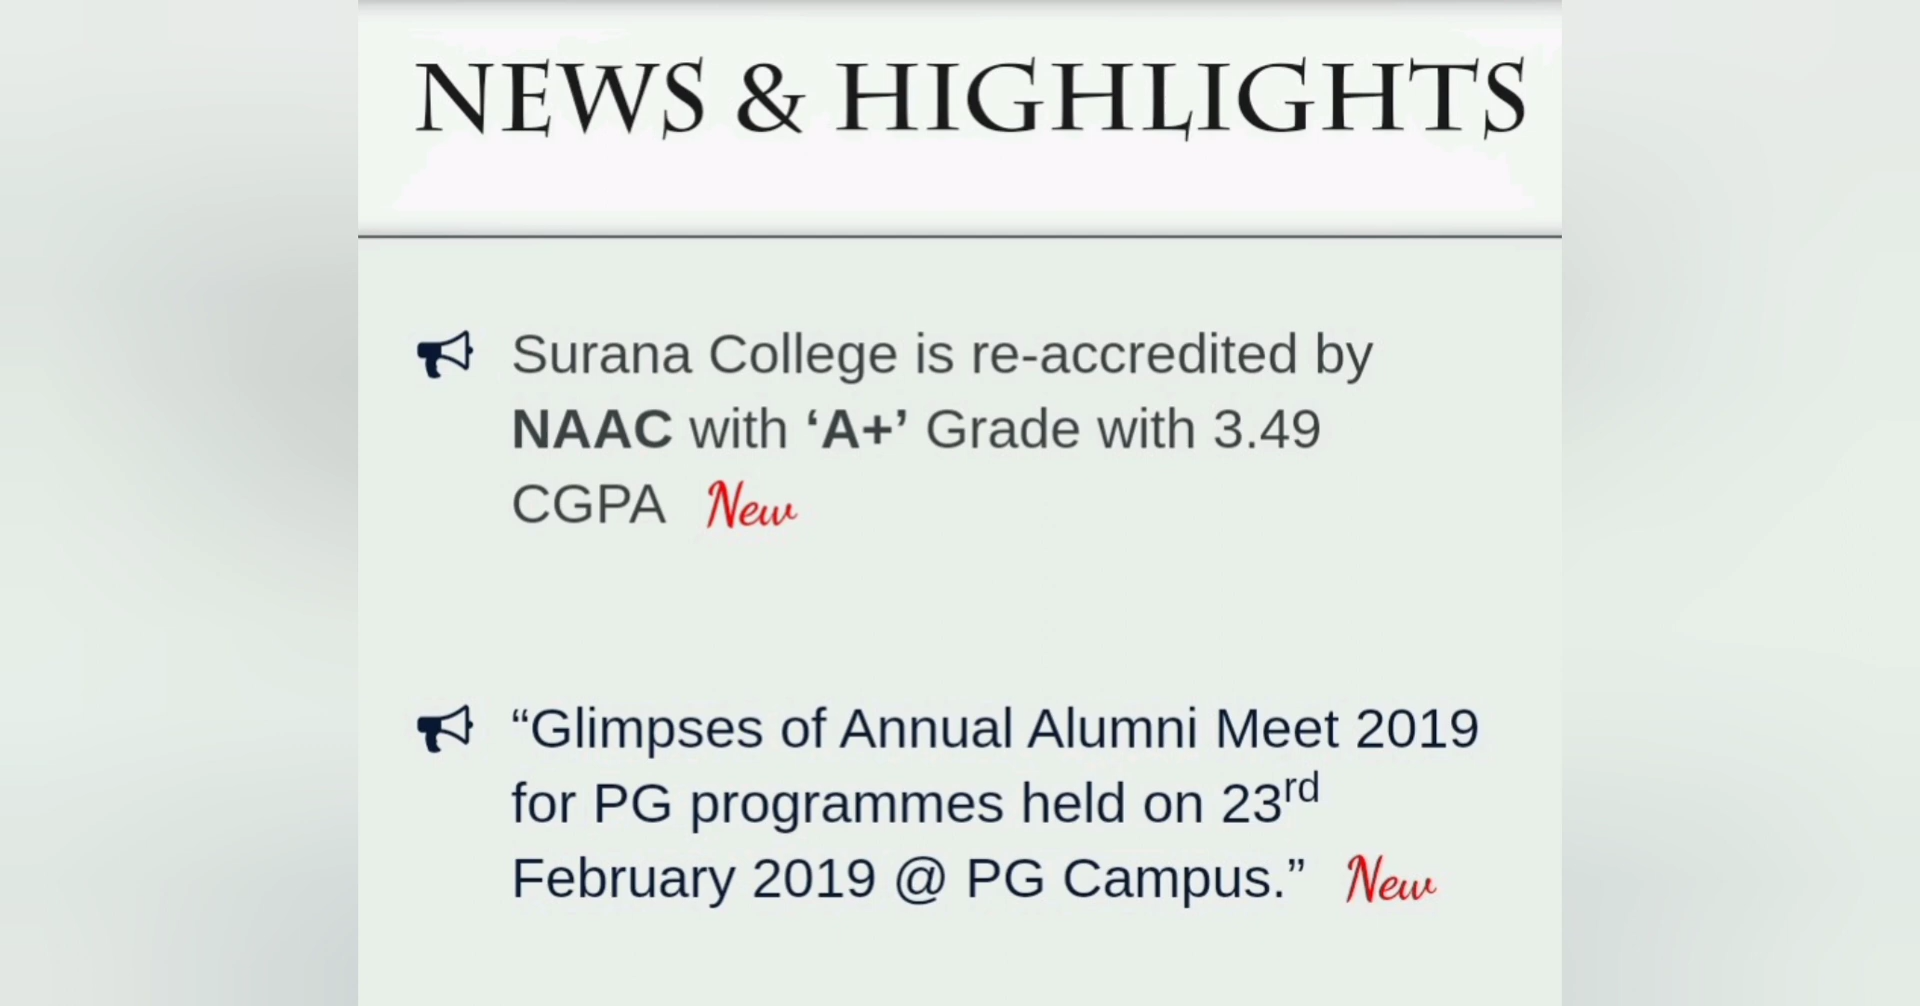 NEWS & HIGHLIGHTS
Surana College is re-accredited by
NAAC with ‘A+’ Grade with 3.49
CGPA New
“Glimpses of Annual Alumni Meet 2019
for PG programmes held on 23rd
February 2019 @ PG Campus.” New